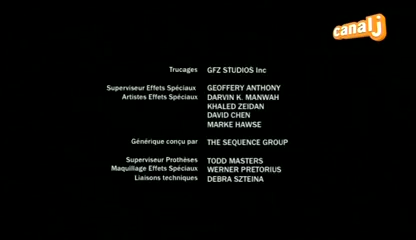 canal j
Trucages GFZ STUDIOS Inc
Superviseur Effets Spéciaux GEOFFERY ANTHONY
Artistes Effets Spéciaux DARVIN K. MANWAH
KHALED ZEIDAN
DAVID CHEN
MARKE HAWSE
Générique conçu par THE SEQUENCE GROUP
Superviseur Prothèses TODD MASTERS
Maquillage Effets Spéciaux WERNER PRETORIUS
Liaisons techniques DEBRA SZTEINA